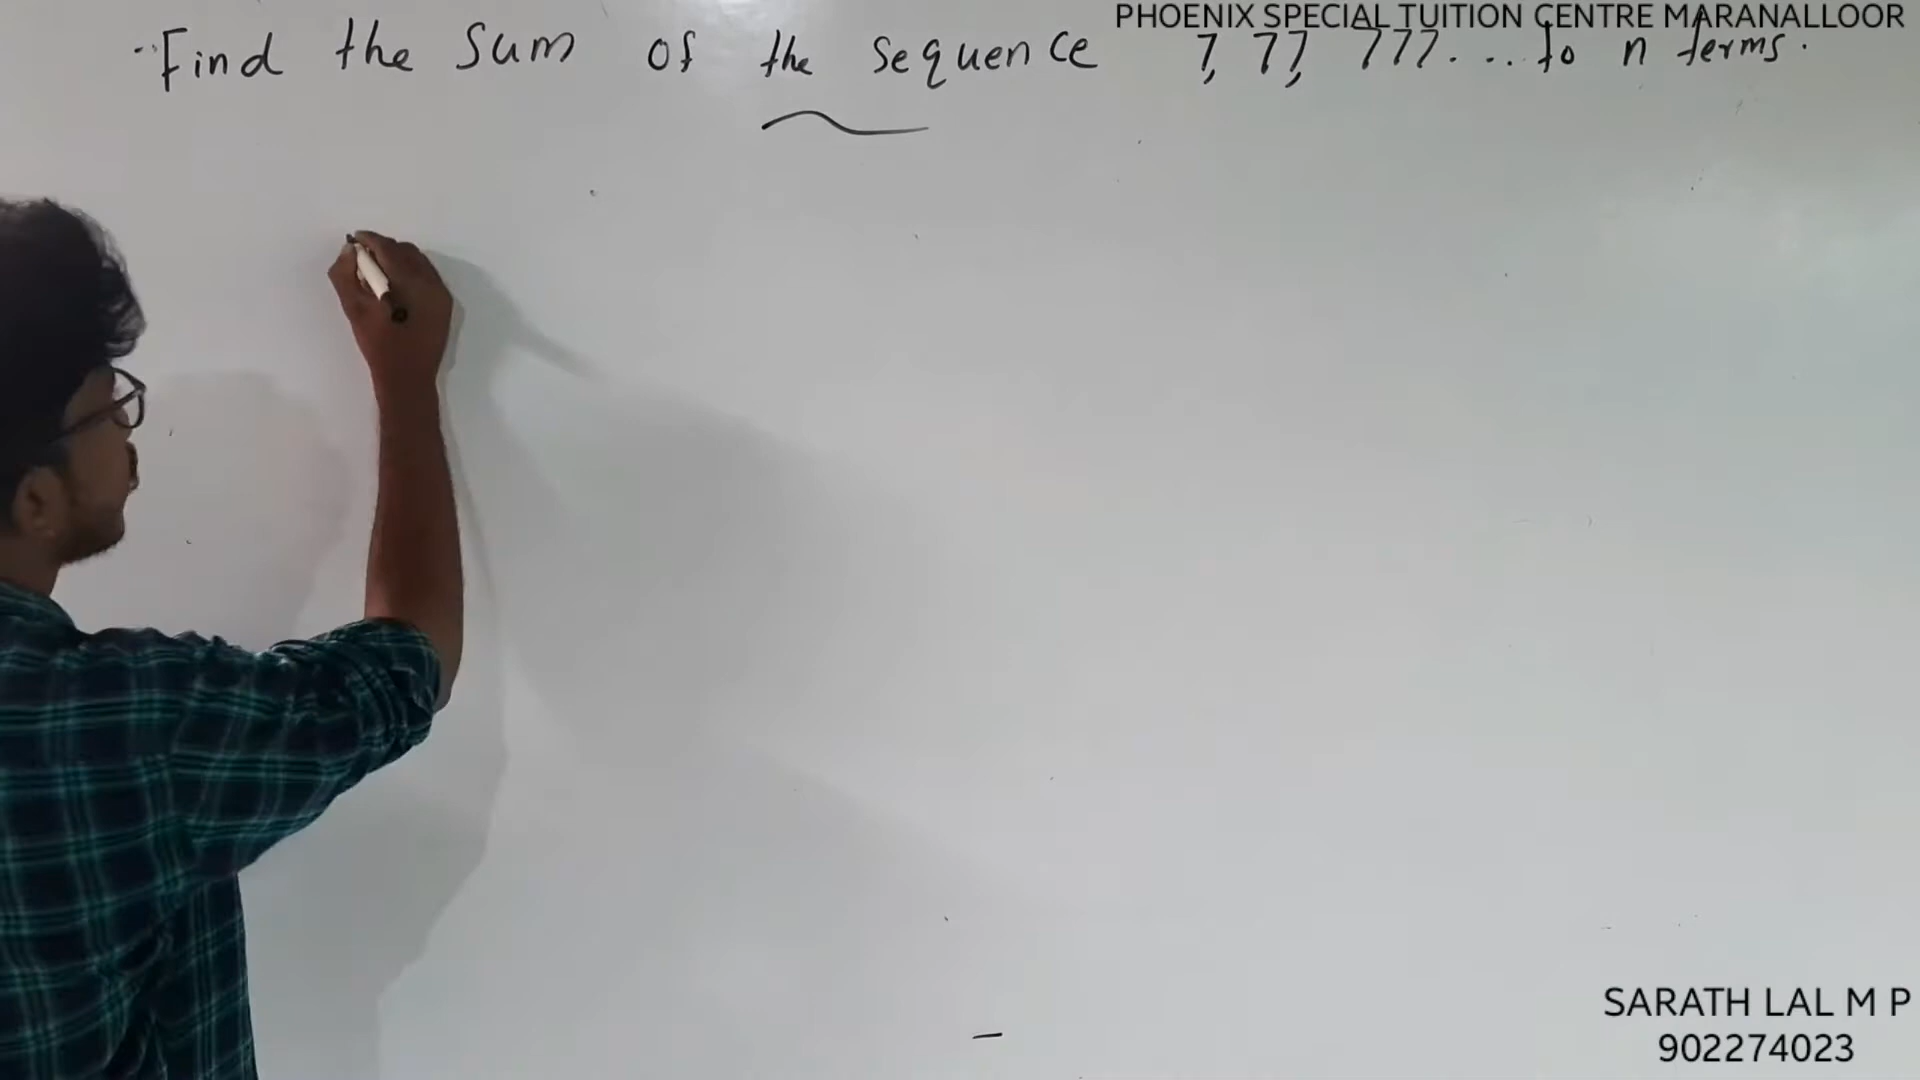 PHOENIX SPECIAL TUITION CENTRE MARANALLOOR
Find the sum of the sequence 7, 77, 777. . . to n terms.
SARATH LAL M P
902274023